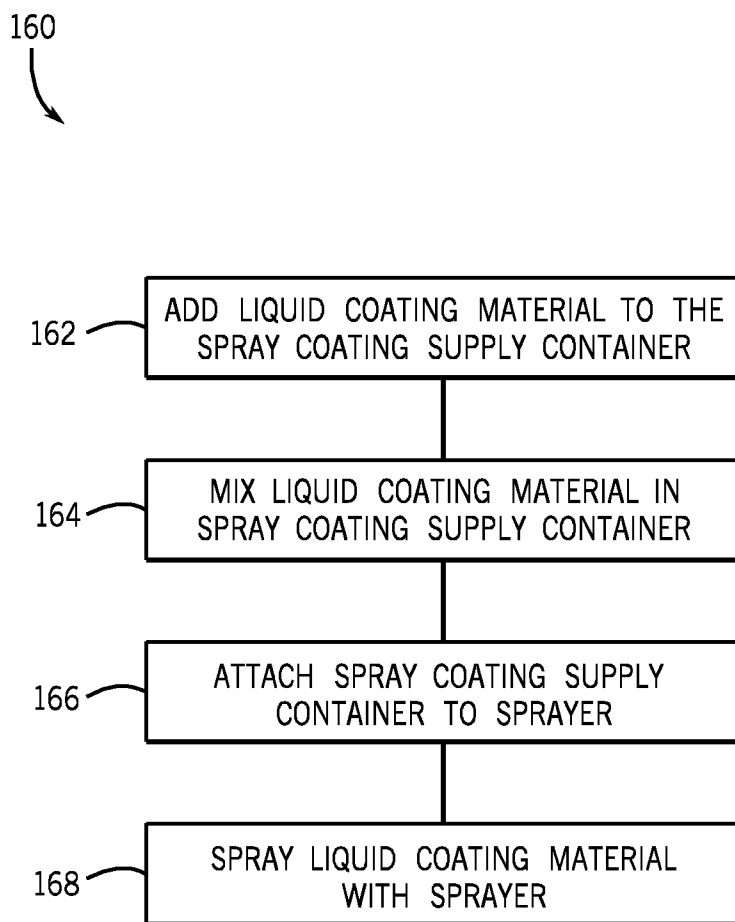 160
162
ADD LIQUID COATING MATERIAL TO THE
SPRAY COATING SUPPLY CONTAINER
164
MIX LIQUID COATING MATERIAL IN
SPRAY COATING SUPPLY CONTAINER
166
ATTACH SPRAY COATING SUPPLY
CONTAINER TO SPRAYER
168
SPRAY LIQUID COATING MATERIAL
WITH SPRAYER